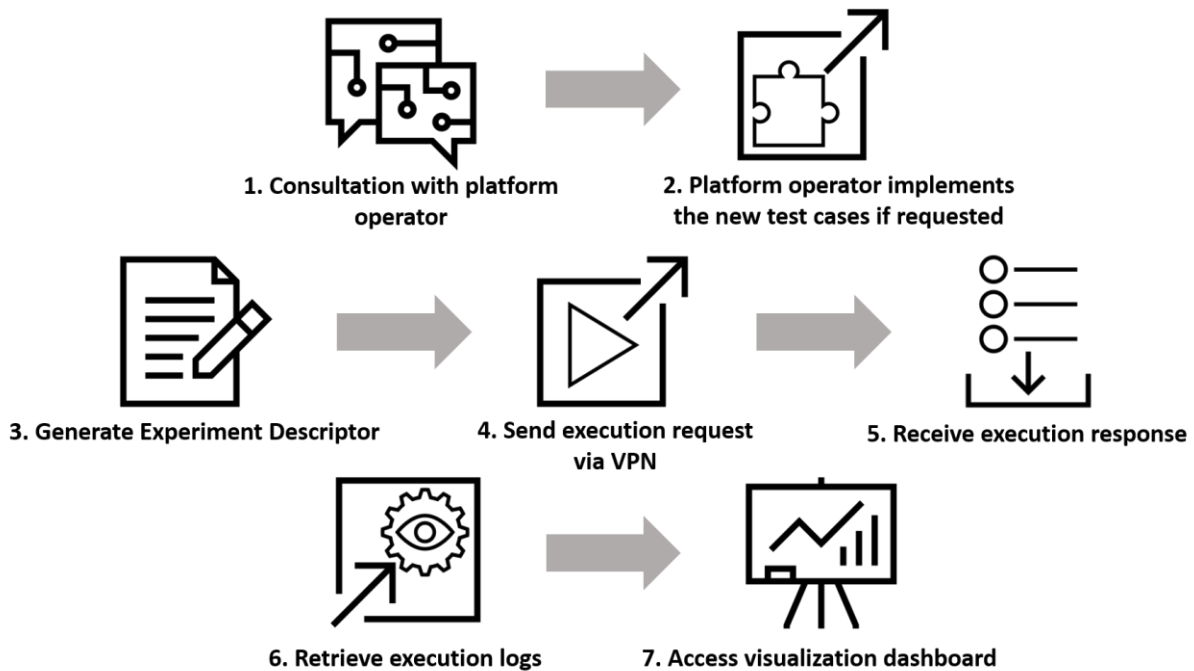 1. Consultation with platform
operator
2. Platform operator implements
the new test cases if requested
3. Generate Experiment Descriptor
4. Send execution request
via VPN
5. Receive execution response
6. Retrieve execution logs
7. Access visualization dashboard